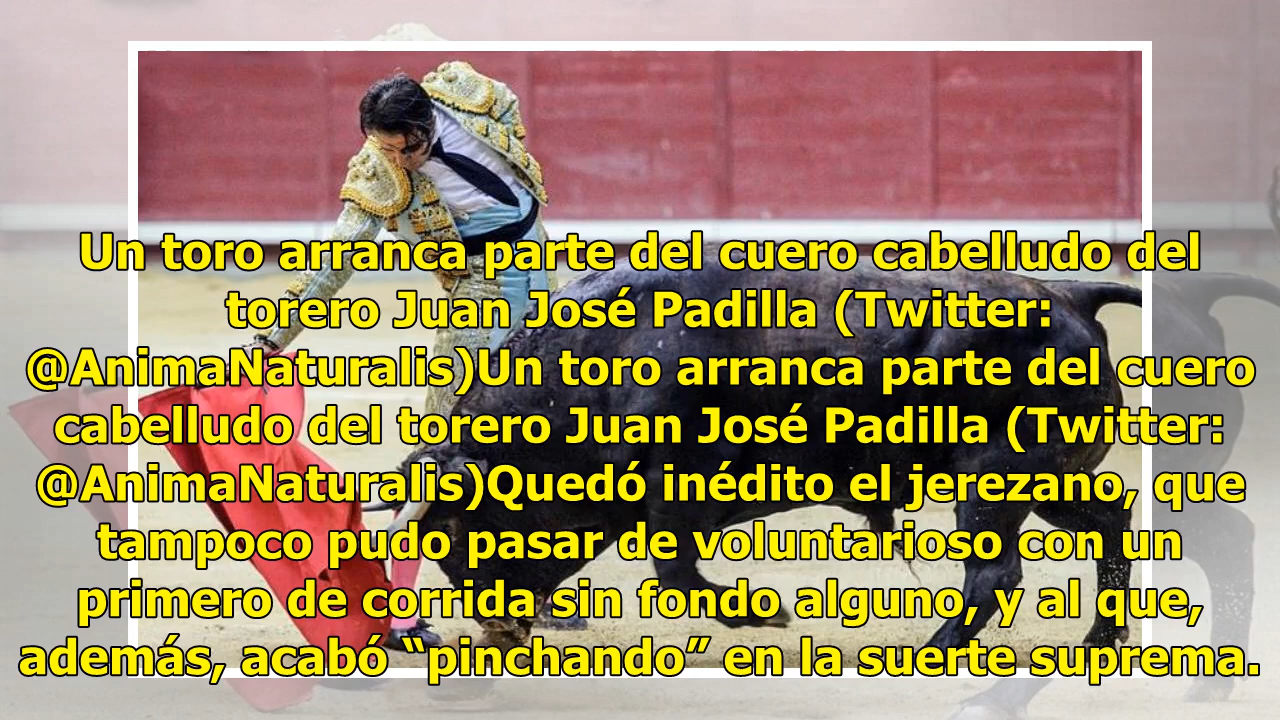 Un toro arranca parte del cuero cabelludo del
torero Juan José Padilla (Twitter:
@AnimaNaturalis)Un toro arranca parte del cuero
cabelludo del torero Juan José Padilla (Twitter:
@AnimaNaturalis)Quedó inédito el jerezano, que
tampoco pudo pasar de voluntarioso con un
primero de corrida sin fondo alguno, y al que,
además, acabó “pinchando” en la suerte suprema.